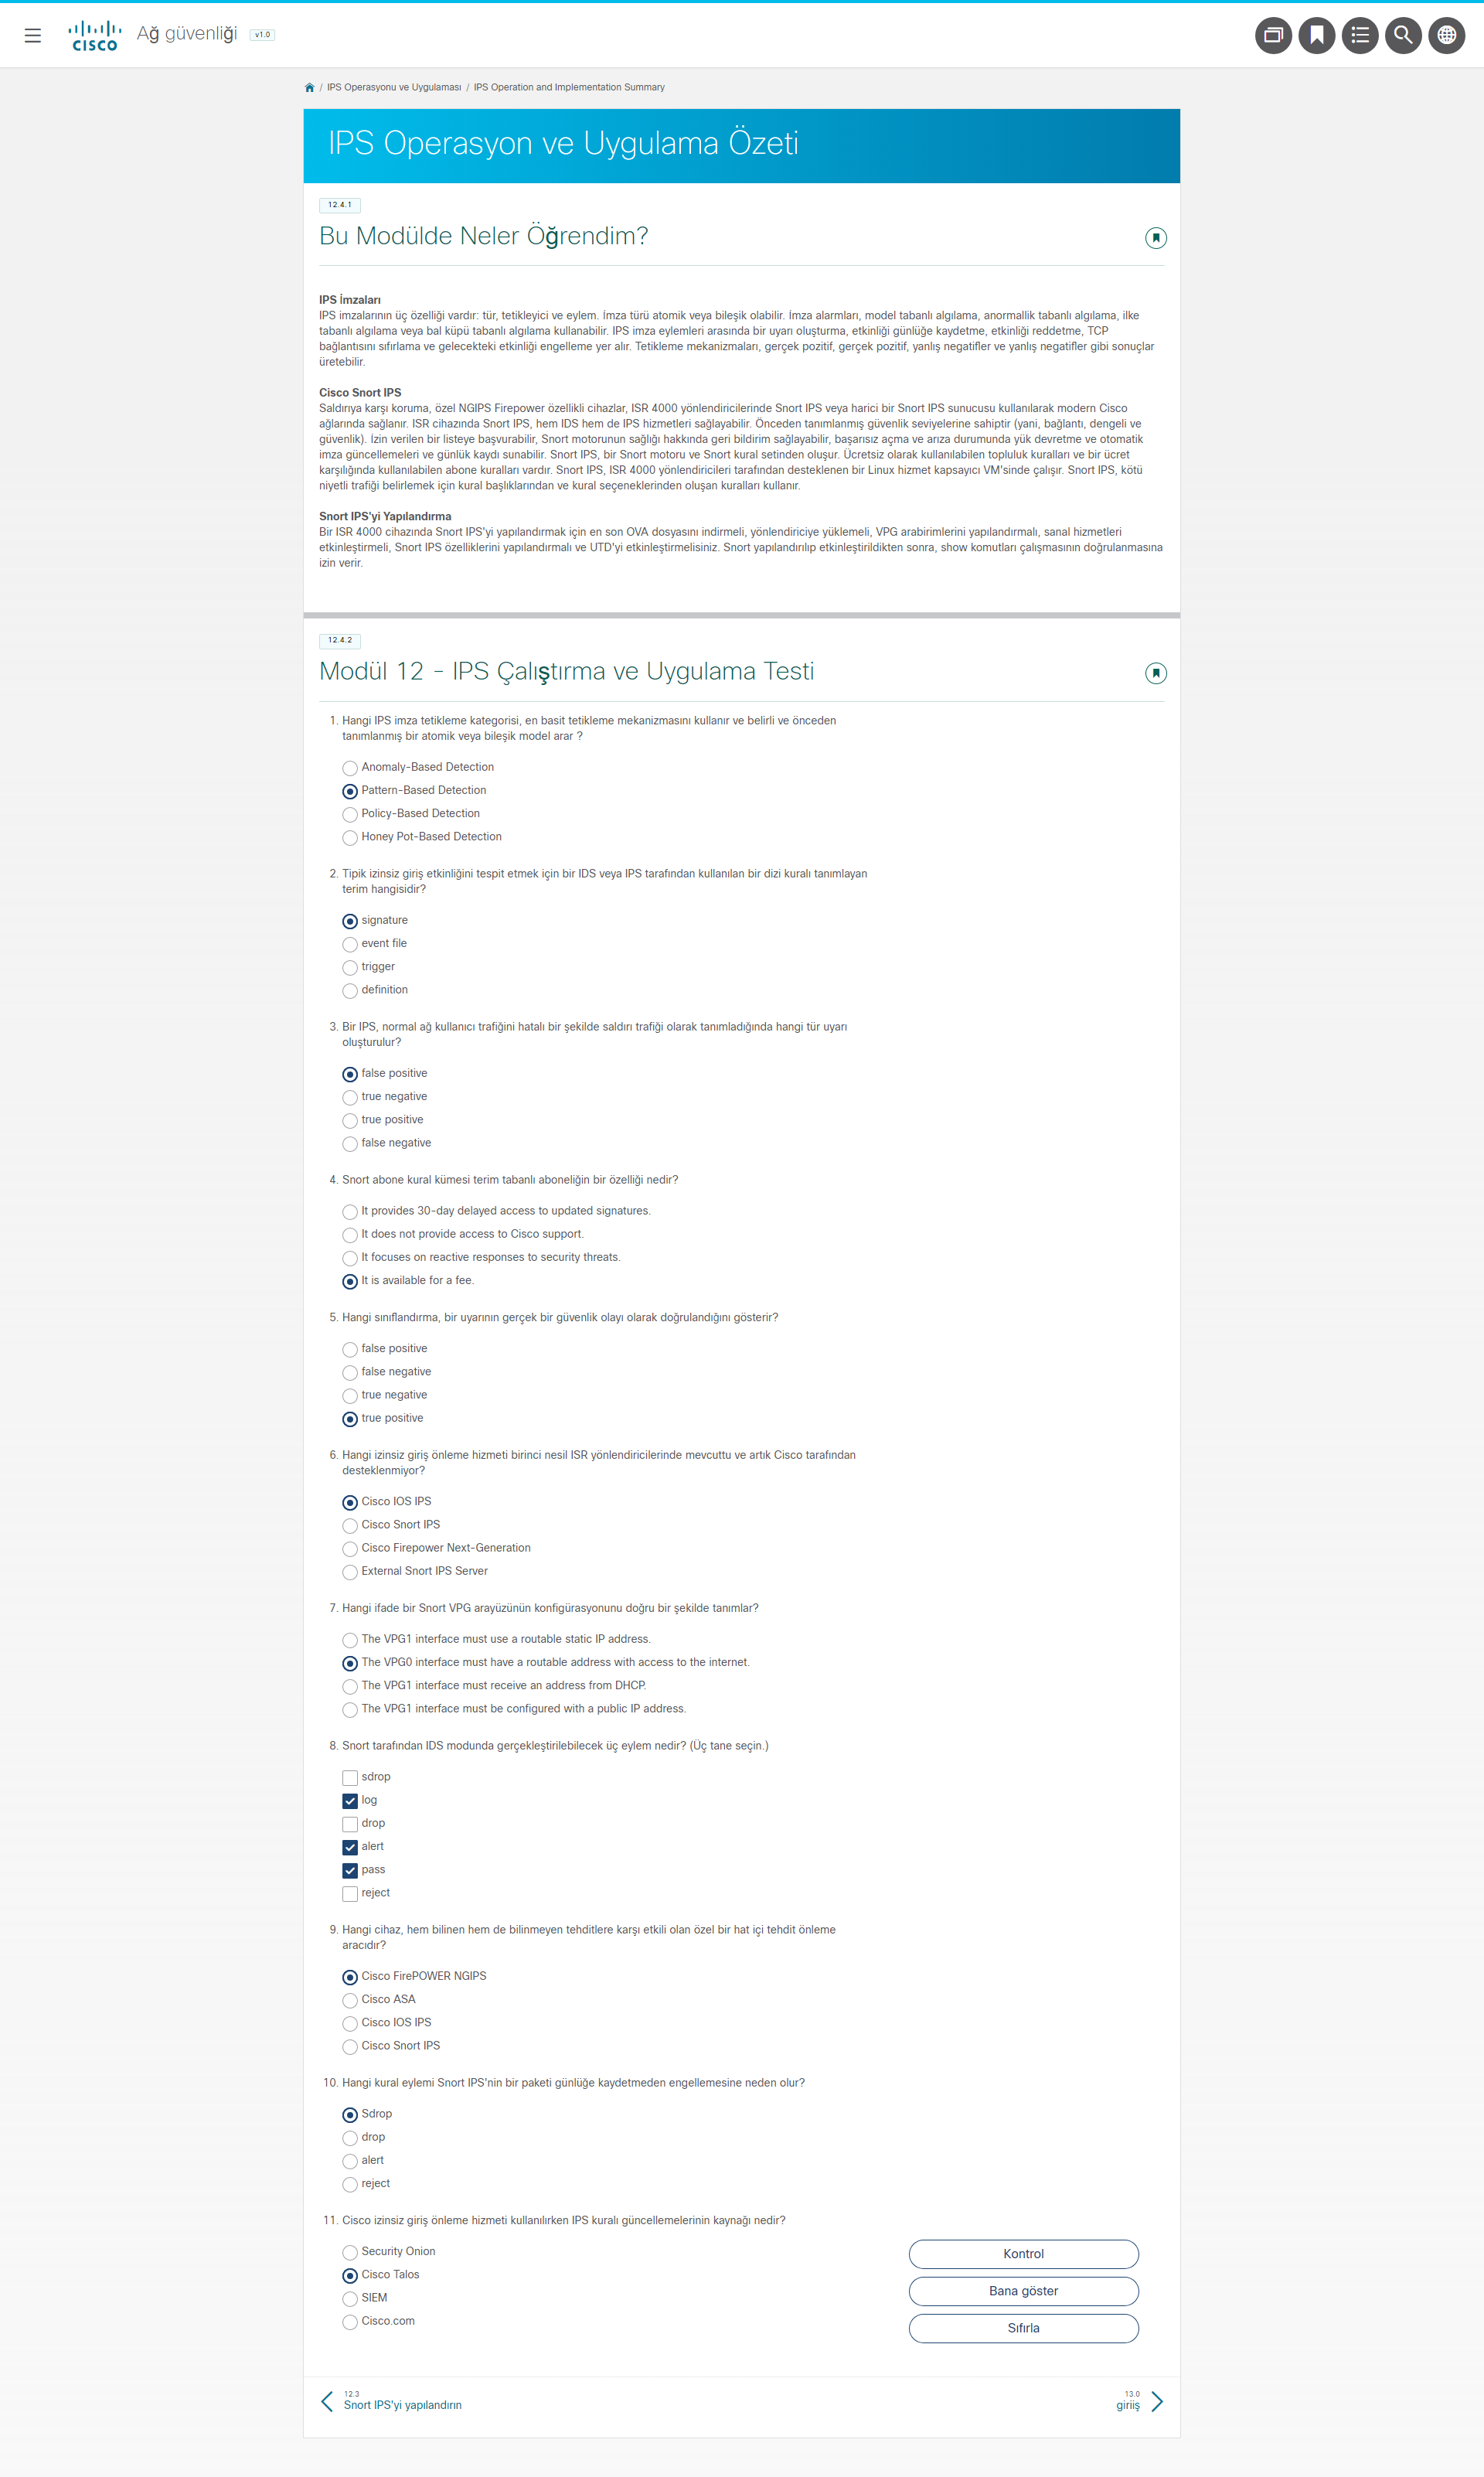 CISCO
Ağ güvenliği
v1.0
/ IPS Operasyonu ve Uygulaması / IPS Operation and Implementation Summary
IPS Operasyon ve Uygulama Özeti
12.4.1
Bu Modülde Neler Öğrendim?
IPS İmzaları
IPS imzalarının üç özelliği vardır: tür, tetikleyici ve eylem. İmza türü atomik veya bileşik olabilir. İmza alarmları, model tabanlı algılama, anormallik tabanlı algılama, ilke
tabanlı algılama veya bal küpü tabanlı algılama kullanabilir. IPS imza eylemleri arasında bir uyarı oluşturma, etkinliği günlüğe kaydetme, etkinliği reddetme, TCP
bağlantısını sıfırlama ve gelecekteki etkinliği engelleme yer alır. Tetikleme mekanizmaları, gerçek pozitif, gerçek pozitif, yanlış negatifler ve yanlış negatifler gibi sonuçlar
üretebilir.
Cisco Snort IPS
Saldırıya karşı koruma, özel NGIPS Firepower özellikli cihazlar, ISR 4000 yönlendiricilerinde Snort IPS veya harici bir Snort IPS sunucusu kullanılarak modern Cisco
ağlarında sağlanır. ISR cihazında Snort IPS, hem IDS hem de IPS hizmetleri sağlayabilir. Önceden tanımlanmış güvenlik seviyelerine sahiptir (yani, bağlantı, dengeli ve
güvenlik). İzin verilen bir listeye başvurabilir, Snort motorunun sağlığı hakkında geri bildirim sağlayabilir, başarısız açma ve arıza durumunda yük devretme ve otomatik
imza güncellemeleri ve günlük kaydı sunabilir. Snort IPS, bir Snort motoru ve Snort kural setinden oluşur. Ücretsiz olarak kullanılabilen topluluk kuralları ve bir ücret
karşılığında kullanılabilen abone kuralları vardır. Snort IPS, ISR 4000 yönlendiricileri tarafından desteklenen bir Linux hizmet kapsayıcı VM'sinde çalışır. Snort IPS, kötü
niyetli trafiği belirlemek için kural başlıklarından ve kural seçeneklerinden oluşan kuralları kullanır.
Snort IPS'yi Yapılandırma
Bir ISR 4000 cihazında Snort IPS'yi yapılandırmak için en son OVA dosyasını indirmeli, yönlendiriciye yüklemeli, VPG arabirimlerini yapılandırmalı, sanal hizmetleri
etkinleştirmeli, Snort IPS özelliklerini yapılandırmalı ve UTD'yi etkinleştirmelisiniz. Snort yapılandırılıp etkinleştirildikten sonra, show komutları çalışmasının doğrulanmasına
izin verir.
12.4.2
Modül 12 - IPS Çalıştırma ve Uygulama Testi
1. Hangi IPS imza tetikleme kategorisi, en basit tetikleme mekanizmasını kullanır ve belirli ve önceden
tanımlanmış bir atomik veya bileşik model arar ?
Anomaly-Based Detection
Pattern-Based Detection
Policy-Based Detection
Honey Pot-Based Detection
2. Tipik izinsiz giriş etkinliğini tespit etmek için bir IDS veya IPS tarafından kullanılan bir dizi kuralı tanımlayan
terim hangisidir?
signature
event file
trigger
definition
3. Bir IPS, normal ağ kullanıcı trafiğini hatalı bir şekilde saldırı trafiği olarak tanımladığında hangi tür uyarı
oluşturulur?
false positive
true negative
true positive
false negative
4. Snort abone kural kümesi terim tabanlı aboneliğin bir özelliği nedir?
It provides 30-day delayed access to updated signatures.
It does not provide access to Cisco support.
It focuses on reactive responses to security threats.
It is available for a fee.
5. Hangi sınıflandırma, bir uyarının gerçek bir güvenlik olayı olarak doğrulandığını gösterir?
false positive
false negative
true negative
true positive
6. Hangi izinsiz giriş önleme hizmeti birinci nesil ISR yönlendiricilerinde mevcuttu ve artık Cisco tarafından
desteklenmiyor?
Cisco IOS IPS
Cisco Snort IPS
Cisco Firepower Next-Generation
External Snort IPS Server
7. Hangi ifade bir Snort VPG arayüzünün konfigürasyonunu doğru bir şekilde tanımlar?
The VPG1 interface must use a routable static IP address.
The VPG0 interface must have a routable address with access to the internet.
The VPG1 interface must receive an address from DHCP.
The VPG1 interface must be configured with a public IP address.
8. Snort tarafından IDS modunda gerçekleştirilebilecek üç eylem nedir? (Üç tane seçin.)
sdrop
log
drop
alert
pass
reject
9. Hangi cihaz, hem bilinen hem de bilinmeyen tehditlere karşı etkili olan özel bir hat içi tehdit önleme
aracıdır?
Cisco FirePOWER NGIPS
Cisco ASA
Cisco IOS IPS
Cisco Snort IPS
10. Hangi kural eylemi Snort IPS'nin bir paketi günlüğe kaydetmeden engellemesine neden olur?
Sdrop
drop
alert
reject
11. Cisco izinsiz giriş önleme hizmeti kullanılırken IPS kuralı güncellemelerinin kaynağı nedir?
Security Onion
Cisco Talos
SIEM
Cisco.com
Kontrol
Bana göster
Sıfırla
12.3
Snort IPS'yi yapılandırın
13.0
giriiş